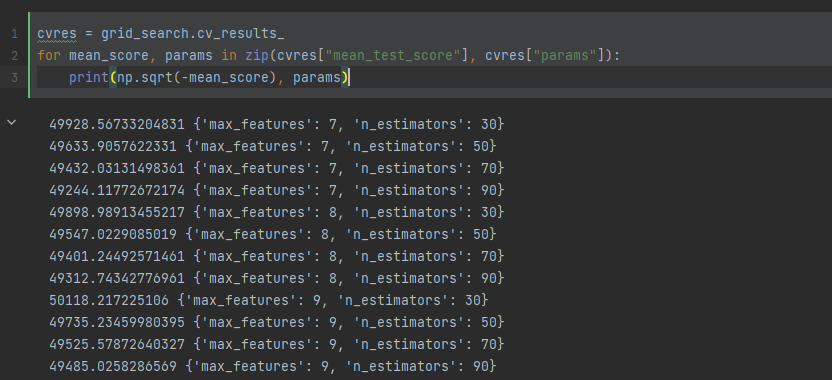 1 cvres = grid_search.cv_results_
2 for mean_score, params in zip(cvres["mean_test_score"], cvres["params"]):
3 print(np.sqrt(-mean_score), params)
49928.56733204831 {'max_features': 7, 'n_estimators': 30}
49633.9057622331 {'max_features': 7, 'n_estimators': 50}
49432.03131498361 {'max_features': 7, 'n_estimators': 70}
49244.11772672174 {'max_features': 7, 'n_estimators': 90}
49898.98913455217 {'max_features': 8, 'n_estimators': 30}
49547.0229085019 {'max_features': 8, 'n_estimators': 50}
49401.24492571461 {'max_features': 8, 'n_estimators': 70}
49312.74342776961 {'max_features': 8, 'n_estimators': 90}
50118.217225106 {'max_features': 9, 'n_estimators': 30}
49735.23459980395 {'max_features': 9, 'n_estimators': 50}
49525.57872640327 {'max_features': 9, 'n_estimators': 70}
49485.0258286569 {'max_features': 9, 'n_estimators': 90}